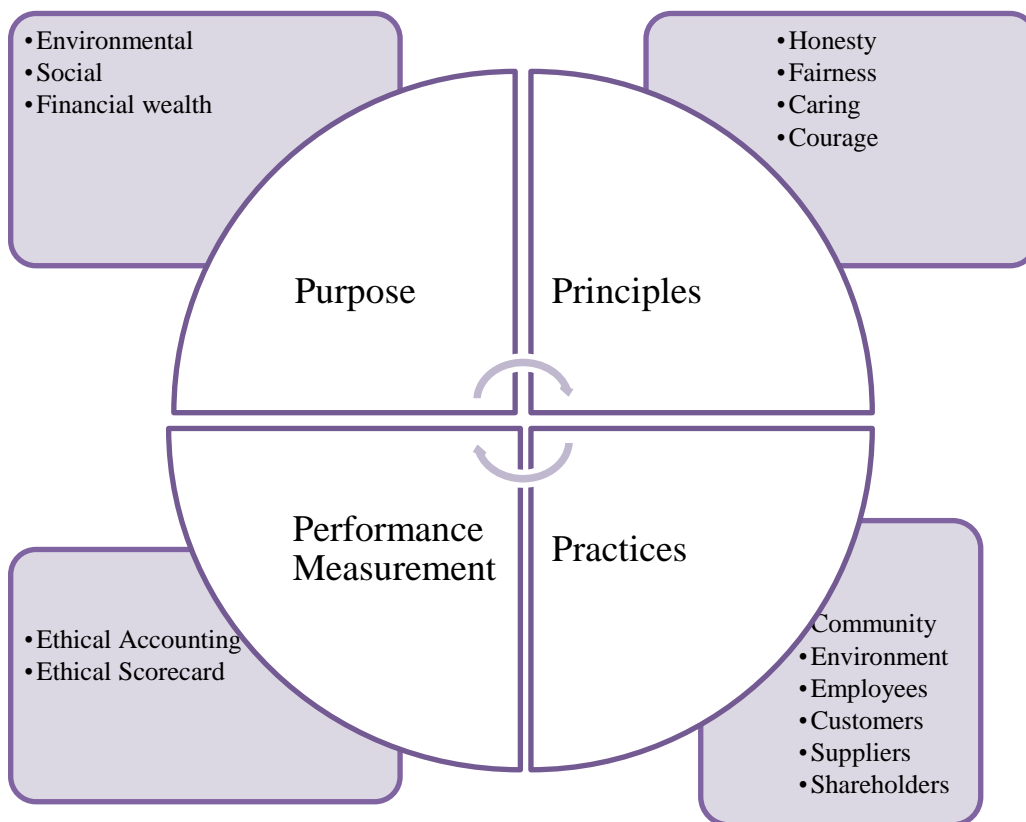 •Environmental
•Social
•Financial wealth
•Honesty
•Fairness
•Caring
•Courage
Purpose
Principles
Performance
Measurement
Practices
•Ethical Accounting
•Ethical Scorecard
•Community
•Environment
•Employees
•Customers
•Suppliers
•Shareholders